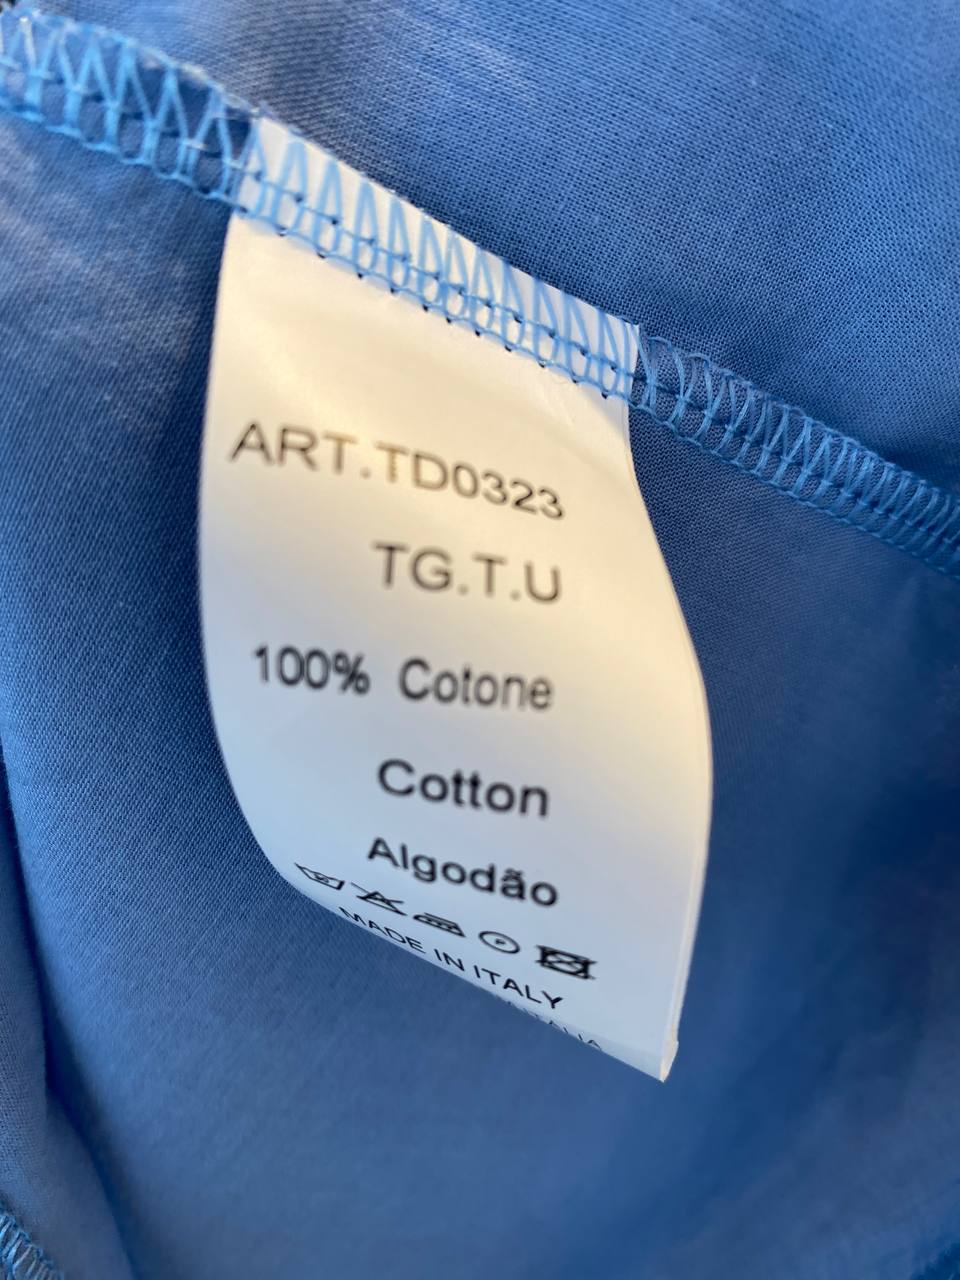 ART.TD0323
TG.T.U
100% Cotone
Cotton
Algodão
MADE IN ITALY